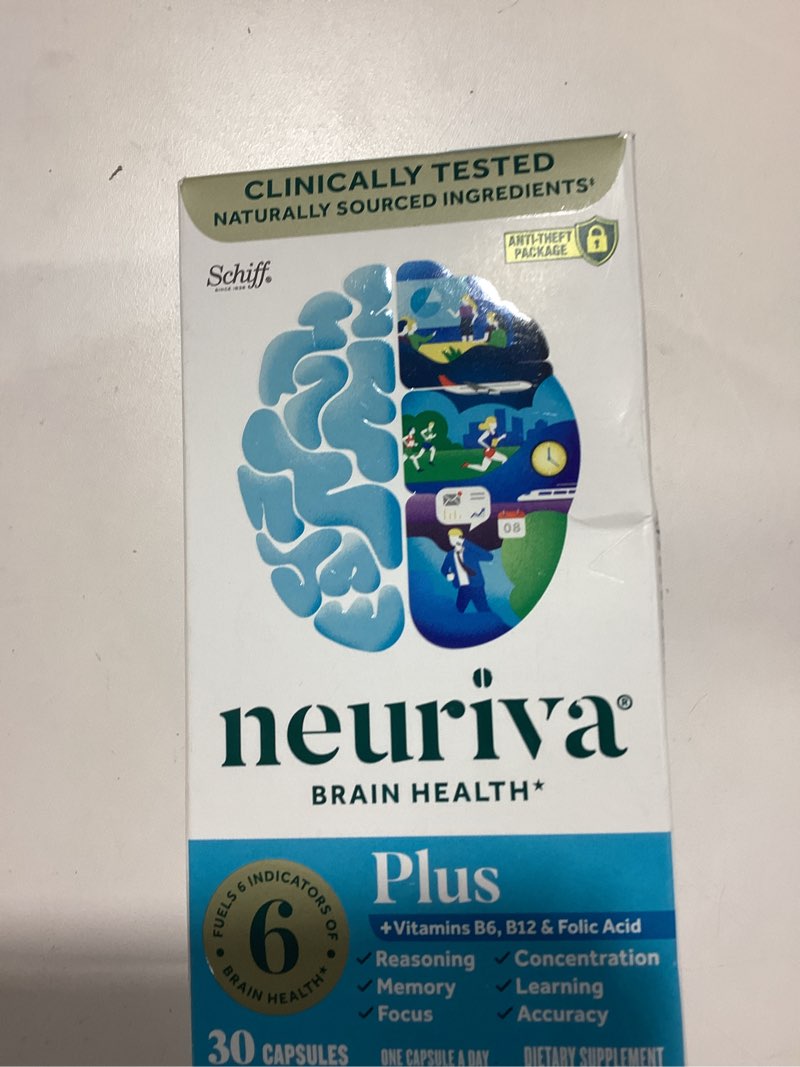 CLINICALLY TESTED
NATURALLY SOURCED INGREDIENTS‡
ANTI-THEFT
PACKAGE
Schiff®
SINCE 1936
08
neuriva®
BRAIN HEALTH*
Plus
+Vitamins B6, B12 & Folic Acid
FUELS 6 INDICATORS OF
6
BRAIN HEALTH*
Reasoning
Concentration
Memory
Learning
Focus
Accuracy
30 CAPSULES
ONE CAPSULE A DAY
DIETARY SUPPLEMENT